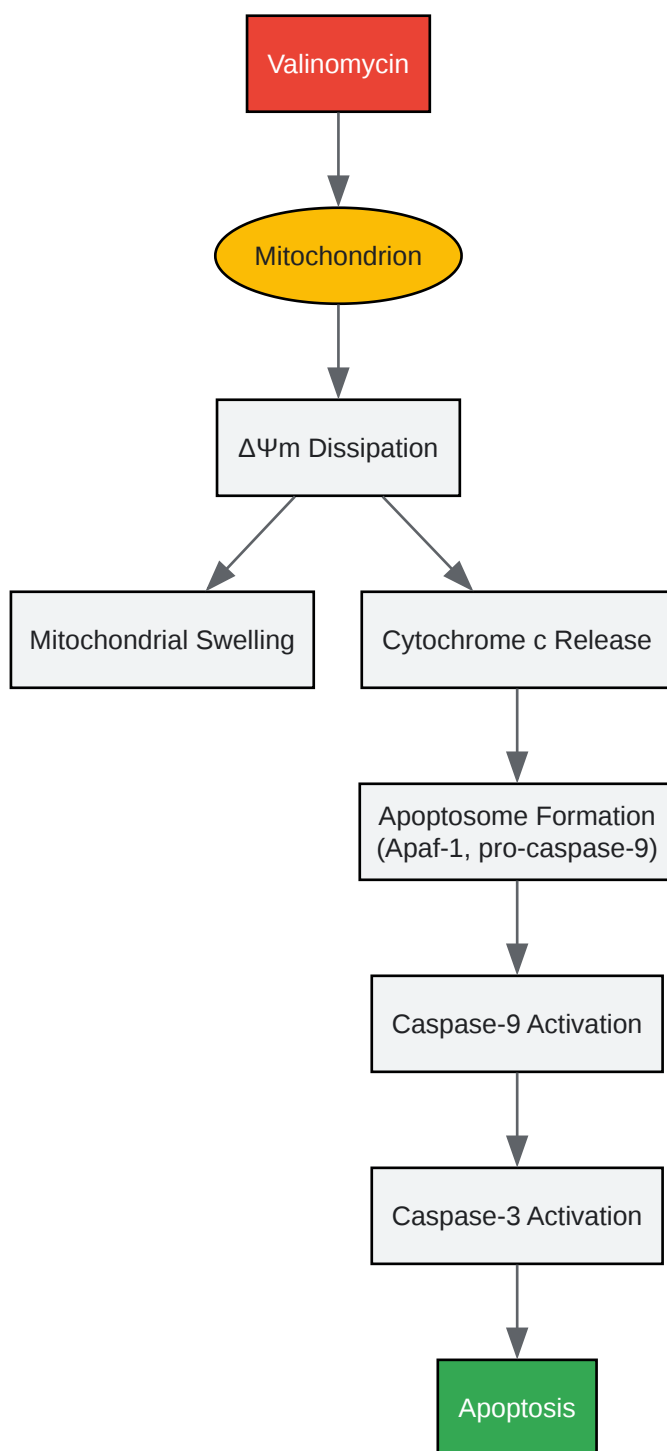 Valinomycin
Mitochondrion
ΔΨm Dissipation
Mitochondrial Swelling
Cytochrome c Release
Apoptosome Formation
(Apaf-1, pro-caspase-9)
Caspase-9 Activation
Caspase-3 Activation
Apoptosis